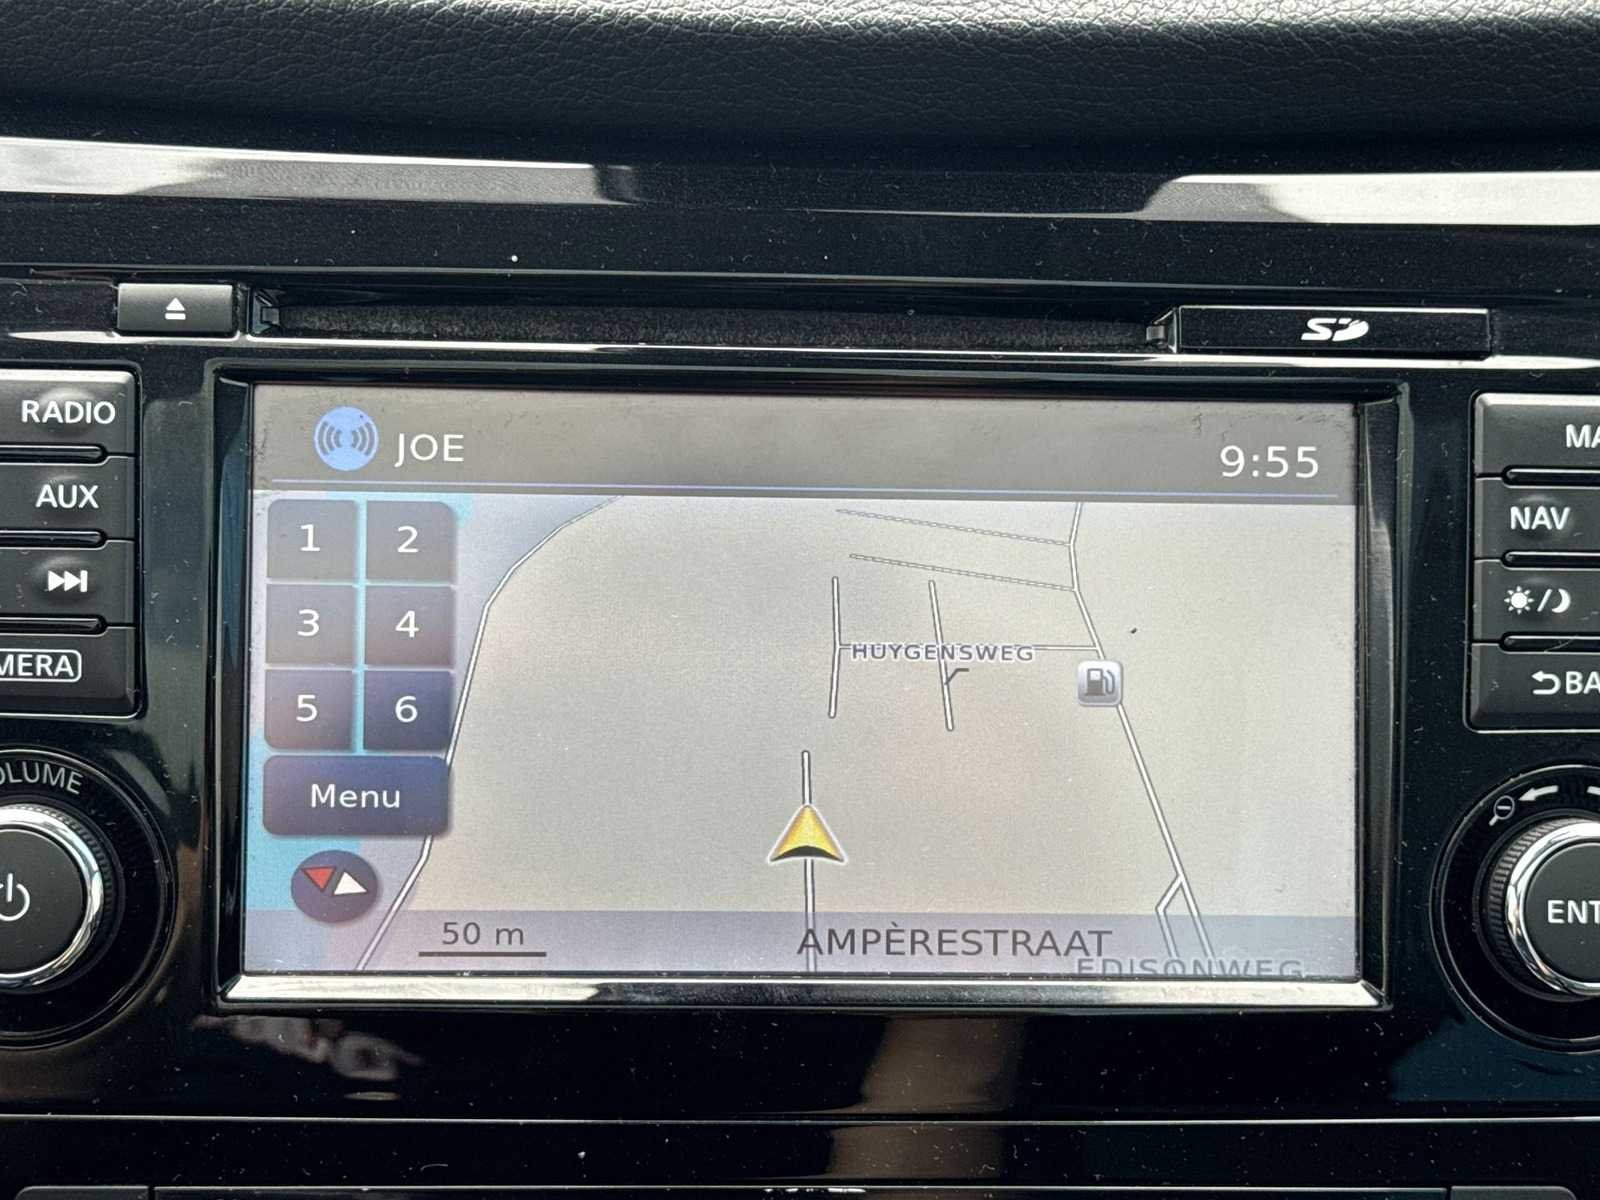 SD
RADIO
MA
JOE
9:55
AUX
NAV
1
2
3
4
5
6
HUYGENSWEG
MERA
BA
OLUME
Menu
ENT
50 m
AMPÈRESTRAAT
EDISONWEG